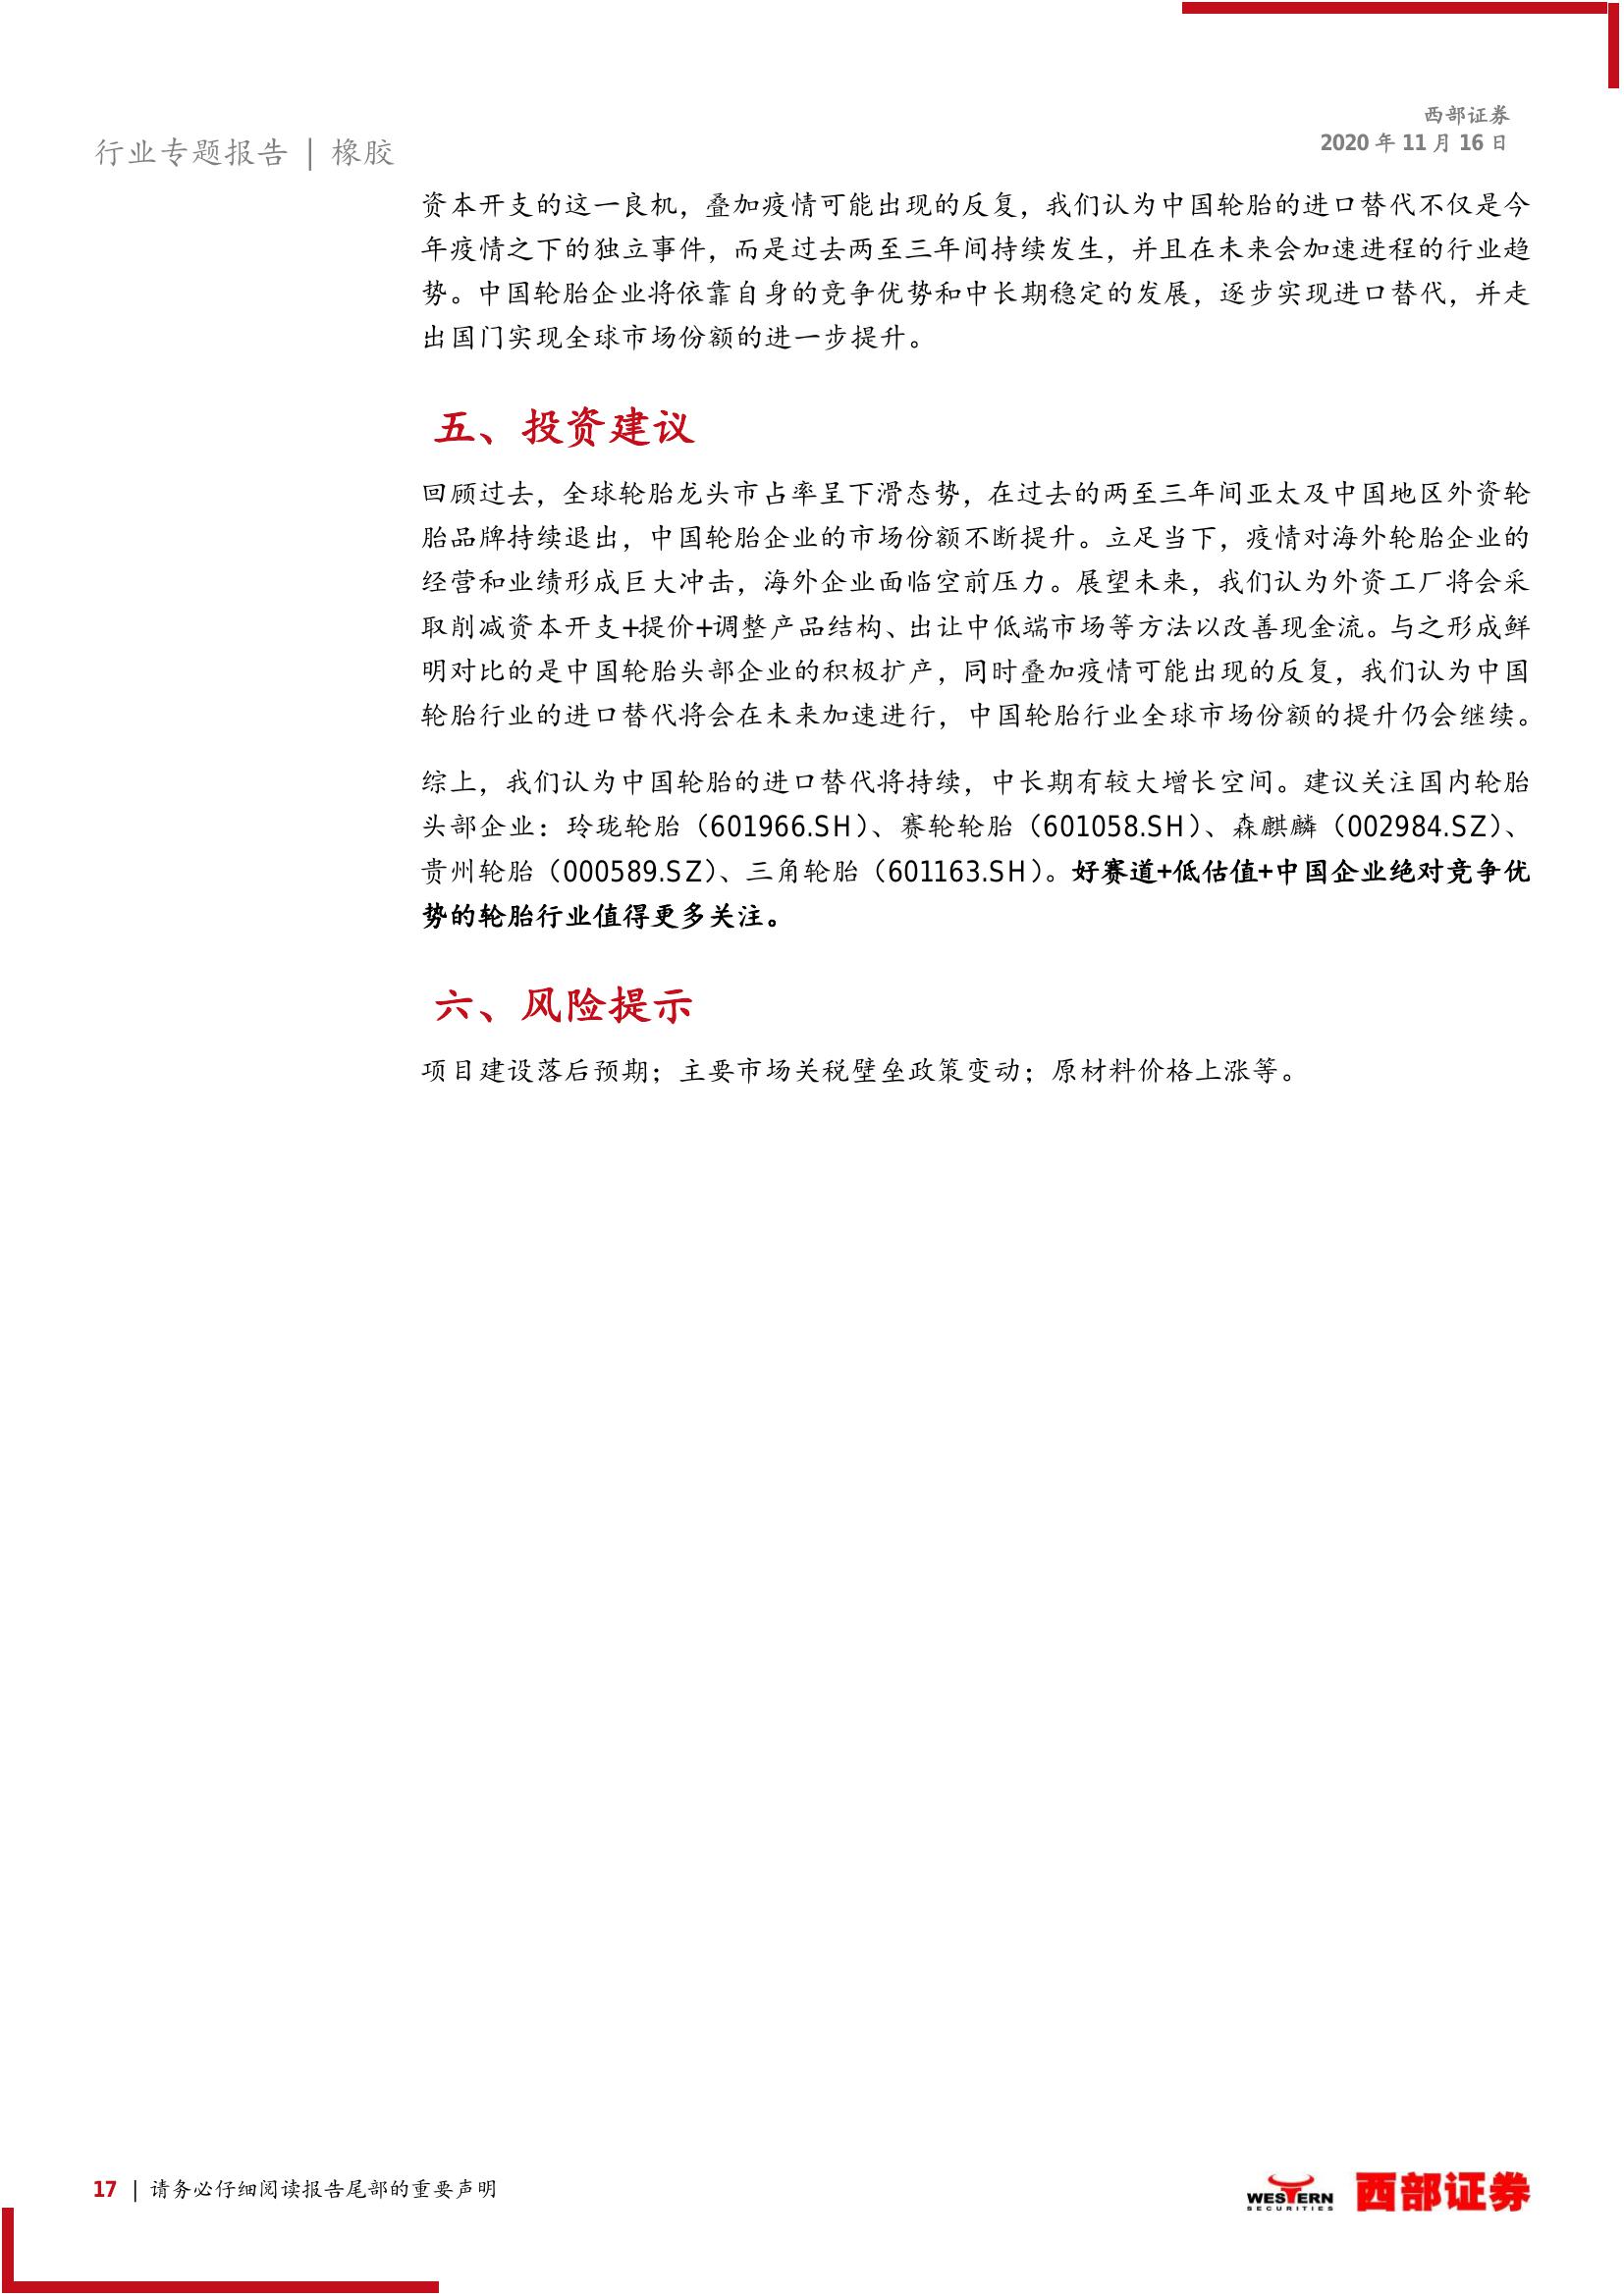 西部证券
2020 年 11 月 16 日
行业专题报告 | 橡胶
资本开支的这一良机，叠加疫情可能出现的反复，我们认为中国轮胎的进口替代不仅是今
年疫情之下的独立事件，而是过去两至三年间持续发生，并且在未来会加速进程的行业趋
势。中国轮胎企业将依靠自身的竞争优势和中长期稳定的发展，逐步实现进口替代，并走
出国门实现全球市场份额的进一步提升。
五、投资建议
回顾过去，全球轮胎龙头市占率呈下滑态势，在过去的两至三年间亚太及中国地区外资轮
胎品牌持续退出，中国轮胎企业的市场份额不断提升。立足当下，疫情对海外轮胎企业的
经营和业绩形成巨大冲击，海外企业面临空前压力。展望未来，我们认为外资工厂将会采
取削减资本开支+提价+调整产品结构、出让中低端市场等方法以改善现金流。与之形成鲜
明对比的是中国轮胎头部企业的积极扩产，同时叠加疫情可能出现的反复，我们认为中国
轮胎行业的进口替代将会在未来加速进行，中国轮胎行业全球市场份额的提升仍会继续。
综上，我们认为中国轮胎的进口替代将持续，中长期有较大增长空间。建议关注国内轮胎
头部企业：玲珑轮胎（601966.SH）、赛轮轮胎（601058.SH）、森麒麟（002984.SZ）、
贵州轮胎（000589.SZ）、三角轮胎（601163.SH）。好赛道+低估值+中国企业绝对竞争优
势的轮胎行业值得更多关注。
六、风险提示
项目建设落后预期；主要市场关税壁垒政策变动；原材料价格上涨等。
17 | 请务必仔细阅读报告尾部的重要声明
WESTERN
SECURITIES
西部证券